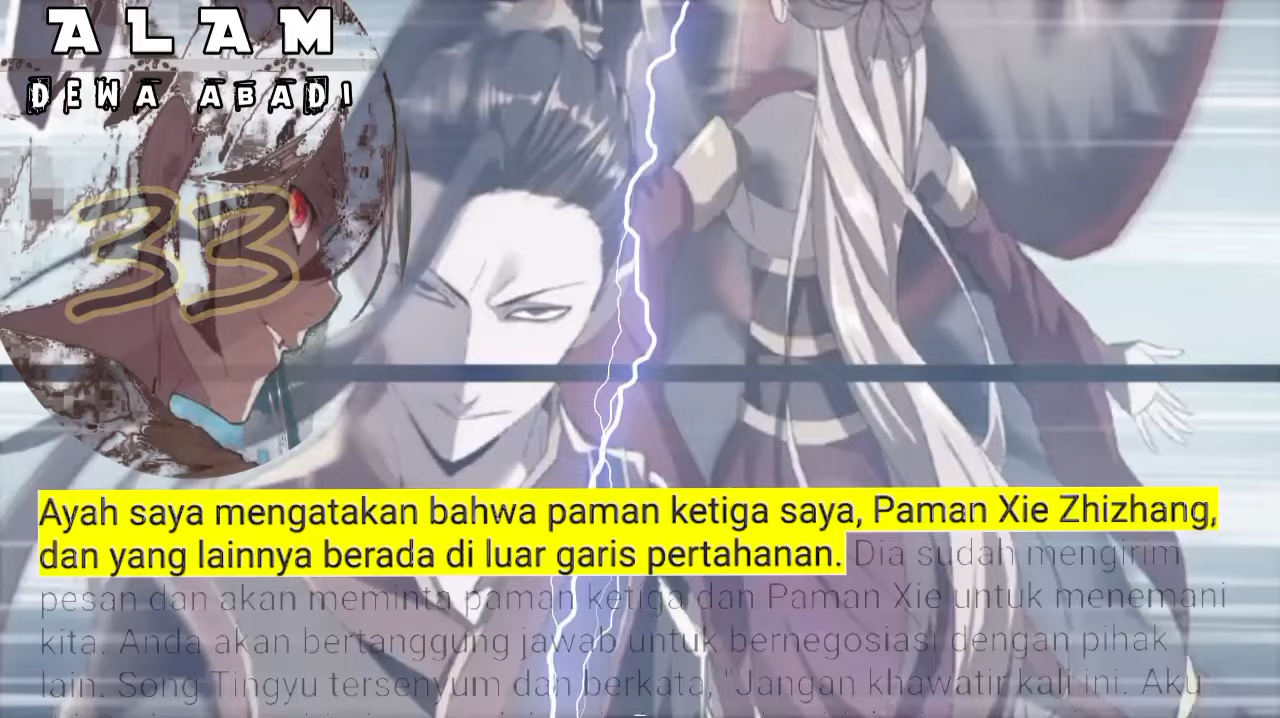 ALAM
DEWA ABADI
33
Ayah saya mengatakan bahwa paman ketiga saya, Paman Xie Zhizhang,
dan yang lainnya berada di luar garis pertahanan. Dia sudah mengirim
pesan dan akan meminta paman ketiga dan Paman Xie untuk menemani
kita. Anda akan bertanggung jawab untuk bernegosiasi dengan pihak
lain. Song Tingyu tersenyum dan berkata, "Jangan khawatir kali ini. Aku